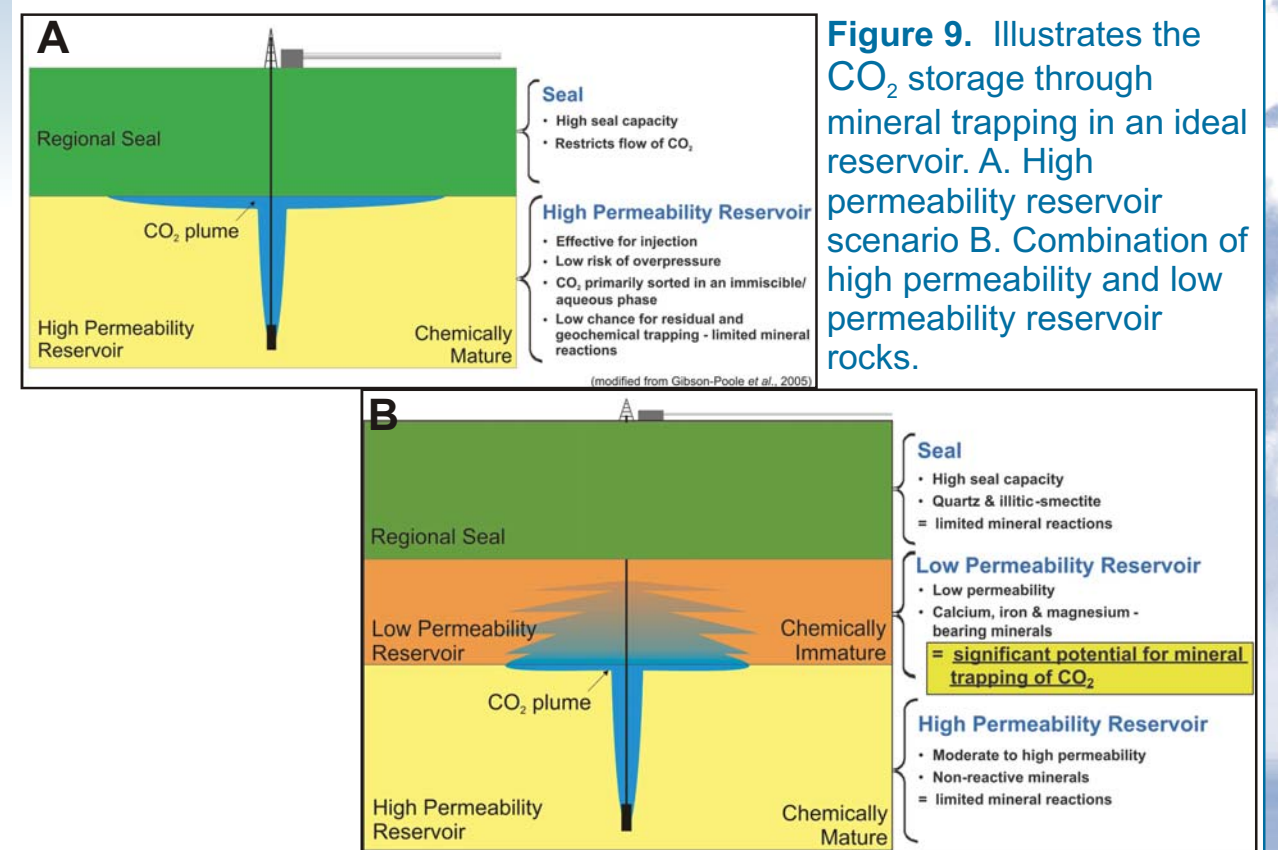 A
Regional Seal
CO₂ plume
High Permeability
Reservoir
Chemically
Mature
Seal
• High seal capacity
• Restricts flow of CO₂
High Permeability Reservoir
• Effective for injection
• Low risk of overpressure
• CO₂ primarily sorted in an immiscible/
aqueous phase
• Low chance for residual and
geochemical trapping - limited mineral
reactions
(modified from Gibson-Poole et al., 2005)
Figure 9. Illustrates the
CO₂ storage through
mineral trapping in an ideal
reservoir. A. High
permeability reservoir
scenario B. Combination of
high permeability and low
permeability reservoir
rocks.
B
Regional Seal
Low Permeability
Reservoir
Chemically
Immature
CO₂ plume
High Permeability
Reservoir
Chemically
Mature
Seal
• High seal capacity
• Quartz & illitic-smectite
= limited mineral reactions
Low Permeability Reservoir
• Low permeability
• Calcium, iron & magnesium -
bearing minerals
= significant potential for mineral
trapping of CO₂
High Permeability Reservoir
• Moderate to high permeability
• Non-reactive minerals
= limited mineral reactions